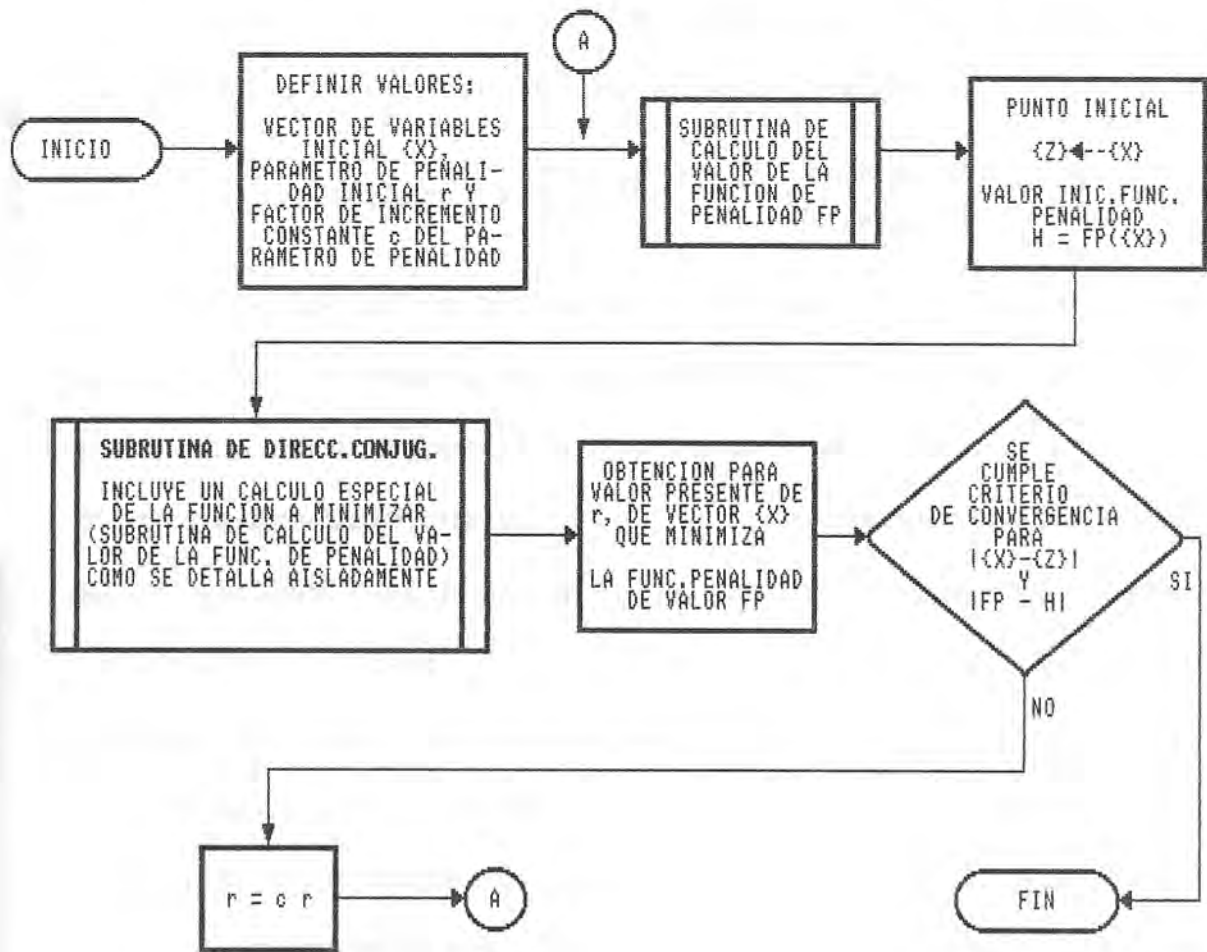 A
INICIO
DEFINIR VALORES:
VECTOR DE VARIABLES
INICIAL {X},
PARAMETRO DE PENALI-
DAD INICIAL r Y
FACTOR DE INCREMENTO
CONSTANTE c DEL PA-
RAMETRO DE PENALIDAD
SUBRUTINA DE
CALCULO DEL
VALOR DE LA
FUNCION DE
PENALIDAD FP
PUNTO INICIAL
{Z}◄--{X}
VALOR INIC.FUNC.
PENALIDAD
H = FP({X})
SUBRUTINA DE DIRECC.CONJUG.
INCLUYE UN CALCULO ESPECIAL
DE LA FUNCION A MINIMIZAR
(SUBRUTINA DE CALCULO DEL VA-
LOR DE LA FUNC. DE PENALIDAD)
COMO SE DETALLA AISLADAMENTE
OBTENCION PARA
VALOR PRESENTE DE
r, DE VECTOR {X}
QUE MINIMIZA
LA FUNC.PENALIDAD
DE VALOR FP
SE
CUMPLE
CRITERIO
DE CONVERGENCIA
PARA
|{X}-{Z}|
Y
|FP - H|
SI
NO
r = c r
A
FIN